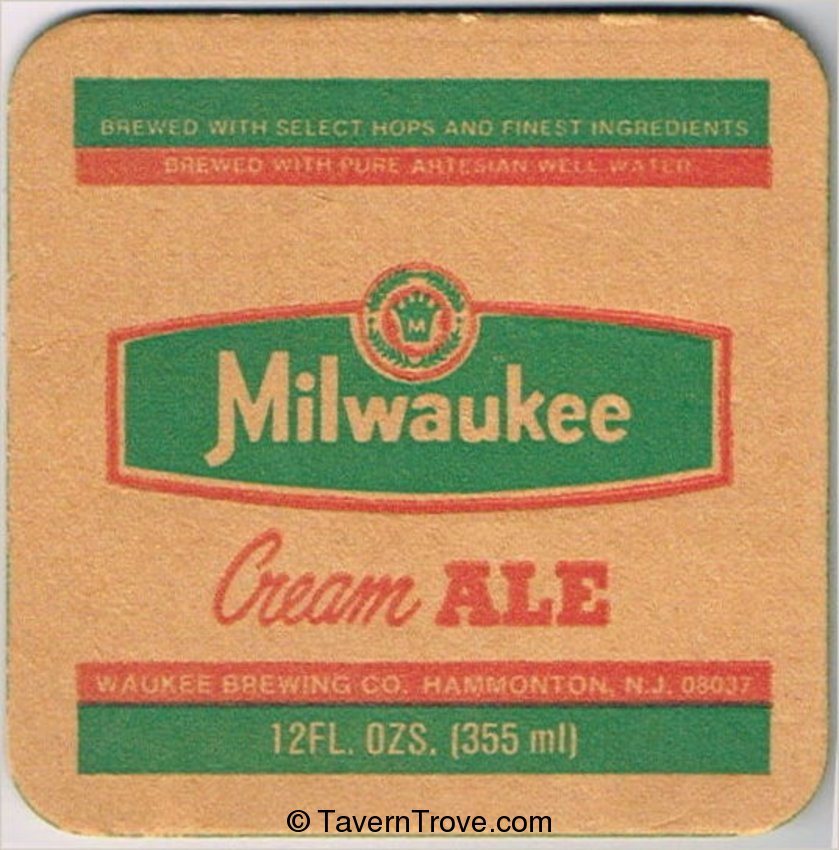 BREWED WITH SELECT HOPS AND FINEST INGREDIENTS
BREWED WITH PURE ARTESIAN WELL WATER
M
Milwaukee
Cream ALE
WAUKEE BREWING CO. HAMMONTON, N.J. 08037
12FL. OZS. (355 ml)
© TavernTrove.com